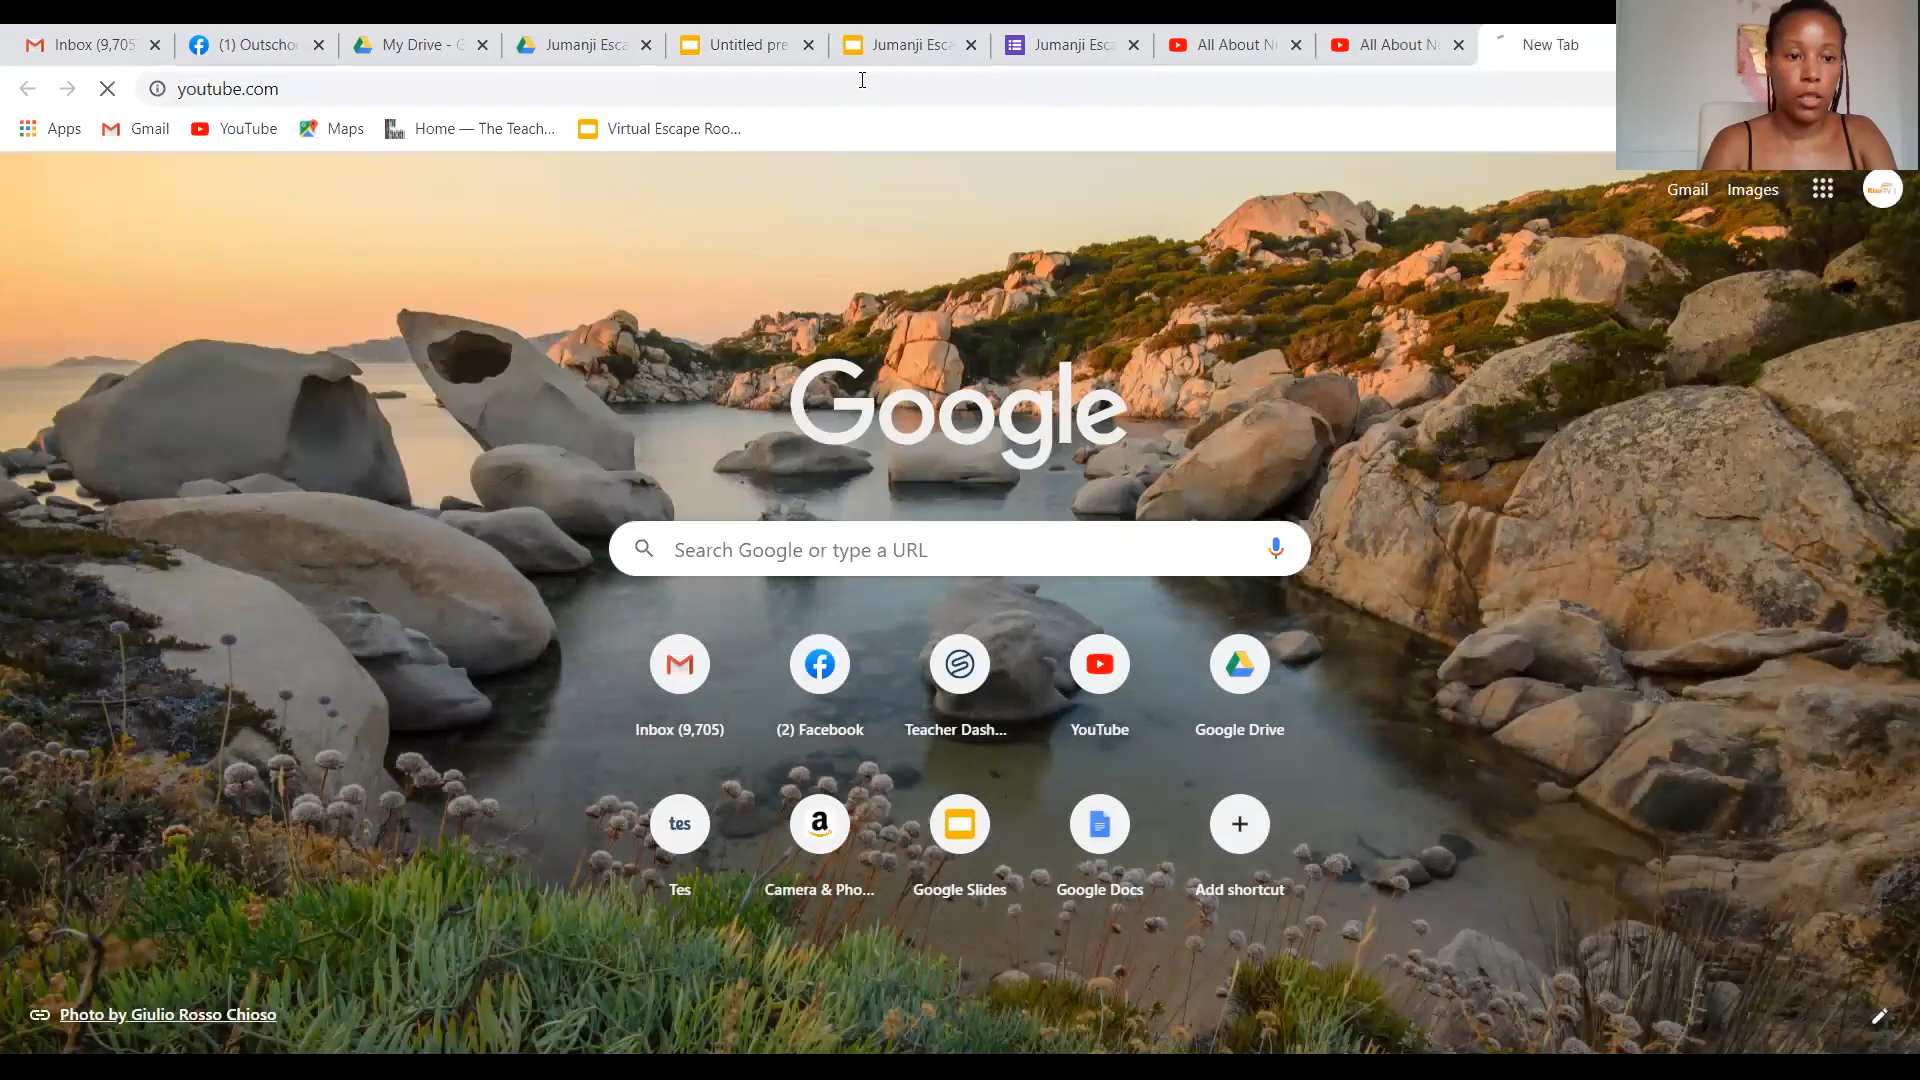 Inbox (9,705
(1) Outscho
My Drive - G
Jumanji Esca
Untitled pre
Jumanji Esca
Jumanji Esca
All About N
All About N
New Tab
youtube.com
Apps
Gmail
YouTube
Maps
Home — The Teach...
Virtual Escape Roo...
Gmail
Images
Google
Search Google or type a URL
Inbox (9,705)
(2) Facebook
Teacher Dash...
YouTube
Google Drive
tes
a
Tes
Camera & Pho...
Google Slides
Google Docs
Add shortcut
Photo by Giulio Rosso Chioso